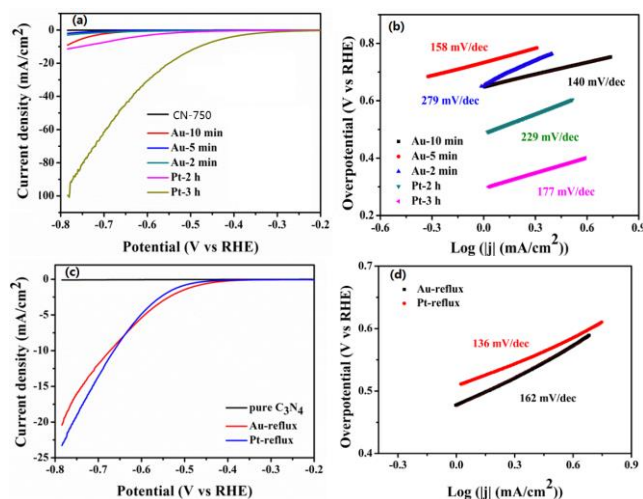 (a)
0
-20
-40
-60
-80
100
Current density (mA/cm²)
CN-750
Au-10 min
Au-5 min
Au-2 min
Pt-2 h
Pt-3 h
-0.8 -0.7 -0.6 -0.5 -0.4 -0.3 -0.2
Potential (V vs RHE)
(b)
0.9
0.6
0.4
0.2
Overpotential (V vs RHE)
158 mV/dec
279 mV/dec
140 mV/dec
229 mV/dec
177 mV/dec
Au-10 min
Au-5 min
Au-2 min
Pt-2 h
Pt-3 h
-0.3 0.0 0.3 0.6 0.9
Log (|j| (mA/cm²))
(c)
0
-5
-10
-15
-20
-25
Current density (mA/cm²)
pure C₃N₄
Au-reflux
Pt-reflux
-0.8 -0.7 -0.6 -0.5 -0.4 -0.3 -0.2
Potential (V vs RHE)
(d)
0.9
0.6
0.5
0.3
Overpotential (V vs RHE)
Au-reflux
Pt-reflux
136 mV/dec
162 mV/dec
-0.3 0.0 0.3 0.6 0.9
Log (|j| (mA/cm²))